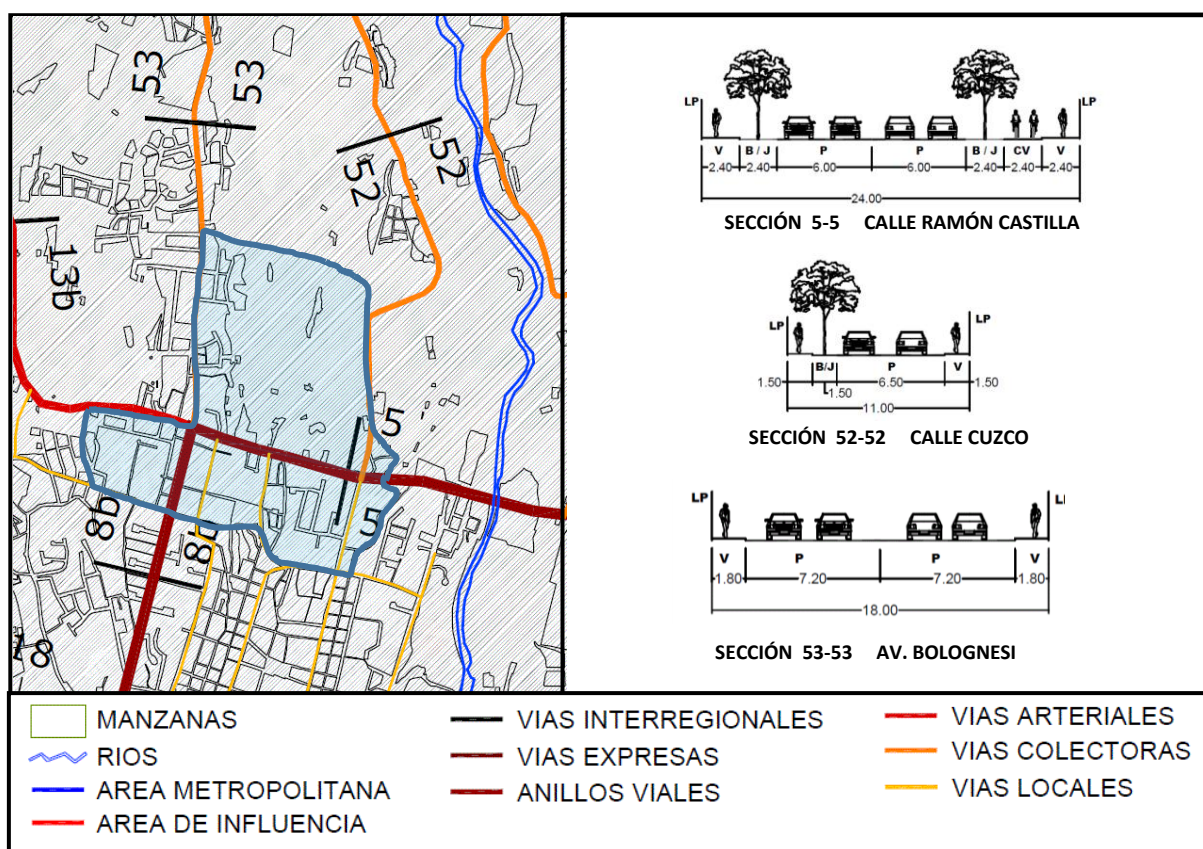 53
53
52
52
13b
5
5
8b
8b
18
LP
LP
V
B / J
P
P
B / J
CV
V
2.40
2.40
6.00
6.00
2.40
2.40
2.40
24.00
SECCIÓN 5-5 CALLE RAMÓN CASTILLA
LP
LP
B/J
P
V
1.50
1.50
6.50
1.50
11.00
SECCIÓN 52-52 CALLE CUZCO
LP
LP
V
P
P
V
1.80
7.20
7.20
1.80
18.00
SECCIÓN 53-53 AV. BOLOGNESI
MANZANAS
RIOS
AREA METROPOLITANA
AREA DE INFLUENCIA
VIAS INTERREGIONALES
VIAS EXPRESAS
ANILLOS VIALES
VIAS ARTERIALES
VIAS COLECTORAS
VIAS LOCALES